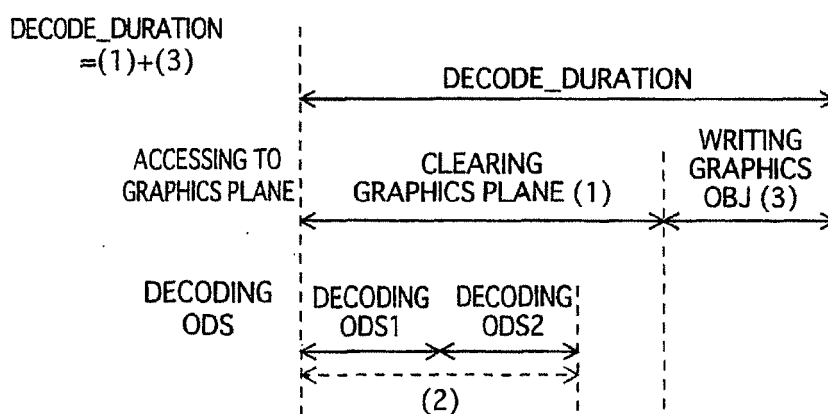 DECODE_DURATION
=(1)+(3)
DECODE_DURATION
ACCESSING TO
GRAPHICS PLANE
CLEARING
GRAPHICS PLANE (1)
WRITING
GRAPHICS
OBJ (3)
DECODING
ODS
DECODING
ODS1
DECODING
ODS2
(2)